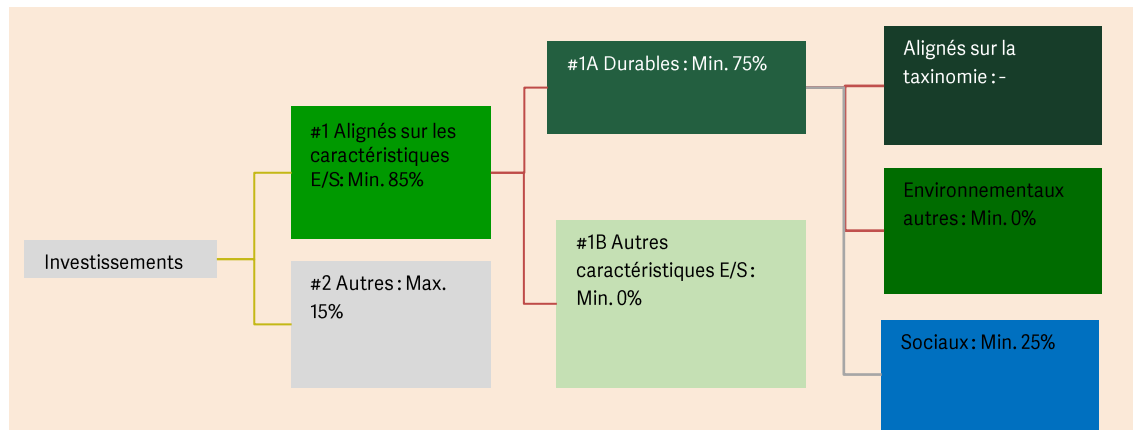 Investissements
#1 Alignés sur les
caractéristiques
E/S: Min. 85%
#2 Autres : Max.
15%
#1A Durables : Min. 75%
#1B Autres
caractéristiques E/S :
Min. 0%
Alignés sur la
taxinomie : -
Environnementaux
autres : Min. 0%
Sociaux : Min. 25%